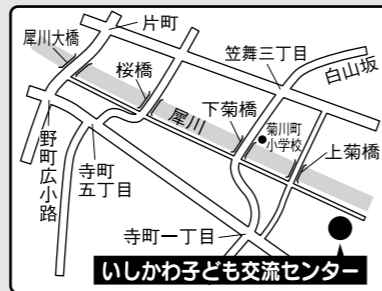 片町
犀川大橋
桜橋
笠舞三丁目
白山坂
犀川
下菊橋
菊川町
小学校
上菊橋
野町広小路
寺町
五丁目
寺町一丁目
いしかわ子ども交流センター